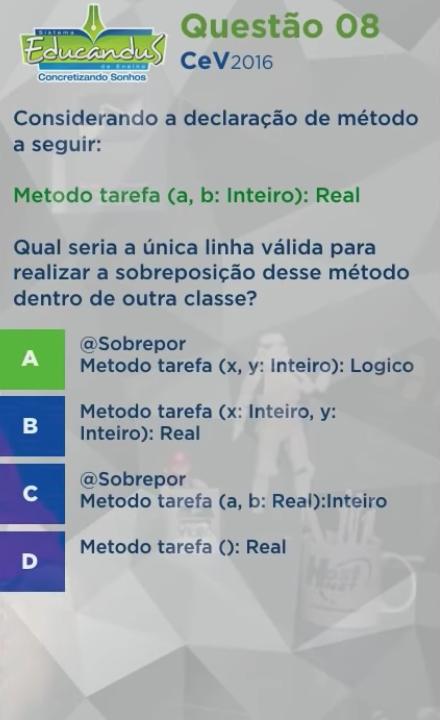 Sistema
Educandus
de Ensino
Concretizando Sonhos
Questão 08
CeV2016
Considerando a declaração de método
a seguir:
Metodo tarefa (a, b: Inteiro): Real
Qual seria a única linha válida para
realizar a sobreposição desse método
dentro de outra classe?
A
@Sobrepor
Metodo tarefa (x, y: Inteiro): Logico
B
Metodo tarefa (x: Inteiro, y:
Inteiro): Real
C
@Sobrepor
Metodo tarefa (a, b: Real):Inteiro
D
Metodo tarefa (): Real